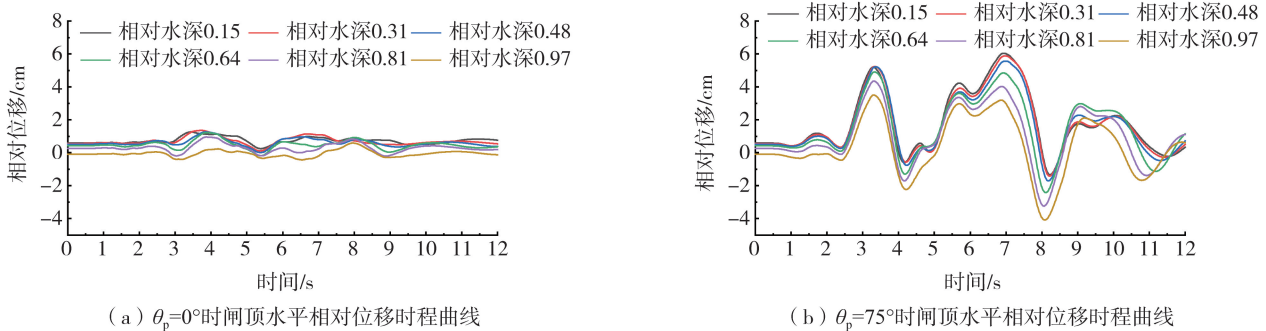 8
6
4
2
0
−2
−4
相对位移/cm
相对水深0.15 相对水深0.31 相对水深0.48
相对水深0.64 相对水深0.81 相对水深0.97
0 1 2 3 4 5 6 7 8 9 10 11 12
时间/s
（a）θp=0°时闸顶水平相对位移时程曲线
8
6
4
2
0
−2
−4
相对位移/cm
相对水深0.15 相对水深0.31 相对水深0.48
相对水深0.64 相对水深0.81 相对水深0.97
0 1 2 3 4 5 6 7 8 9 10 11 12
时间/s
（b）θp=75°时闸顶水平相对位移时程曲线